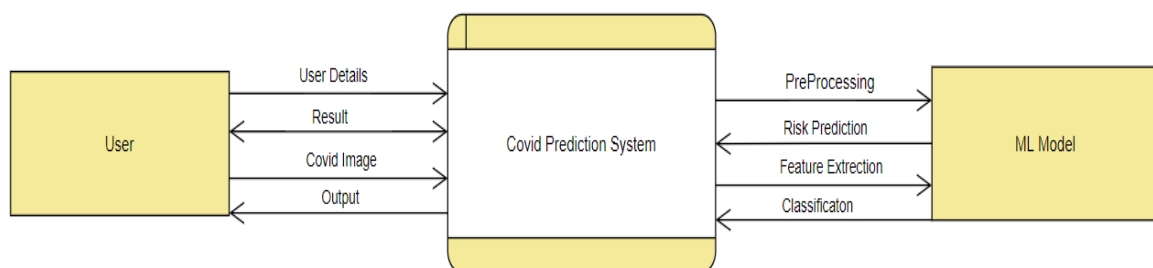 User
User Details
Result
Covid Image
Output
Covid Prediction System
PreProcessing
Risk Prediction
Feature Extrection
Classificaton
ML Model